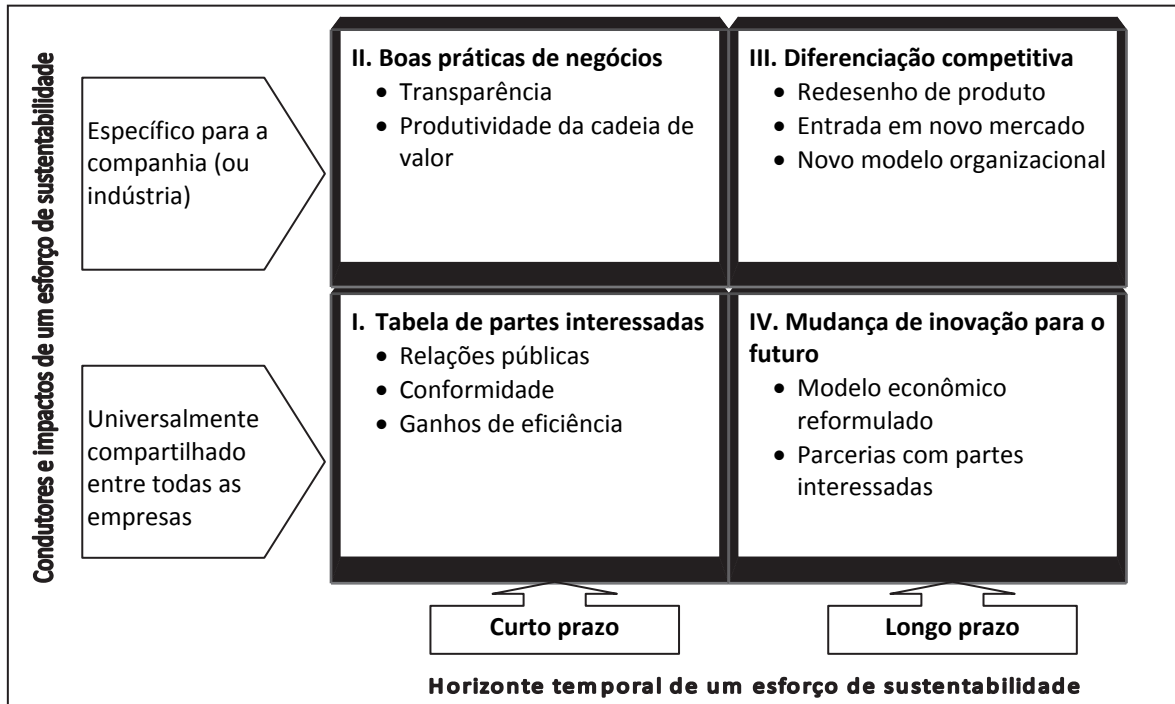 Condutores e impactos de um esforço de sustentabilidade
Específico para a
companhia (ou
indústria)
II. Boas práticas de negócios
• Transparência
• Produtividade da cadeia de
valor
III. Diferenciação competitiva
• Redesenho de produto
• Entrada em novo mercado
• Novo modelo organizacional
Universalmente
compartilhado
entre todas as
empresas
I. Tabela de partes interessadas
• Relações públicas
• Conformidade
• Ganhos de eficiência
IV. Mudança de inovação para o
futuro
• Modelo econômico
reformulado
• Parcerias com partes
interessadas
Curto prazo
Longo prazo
Horizonte temporal de um esforço de sustentabilidade